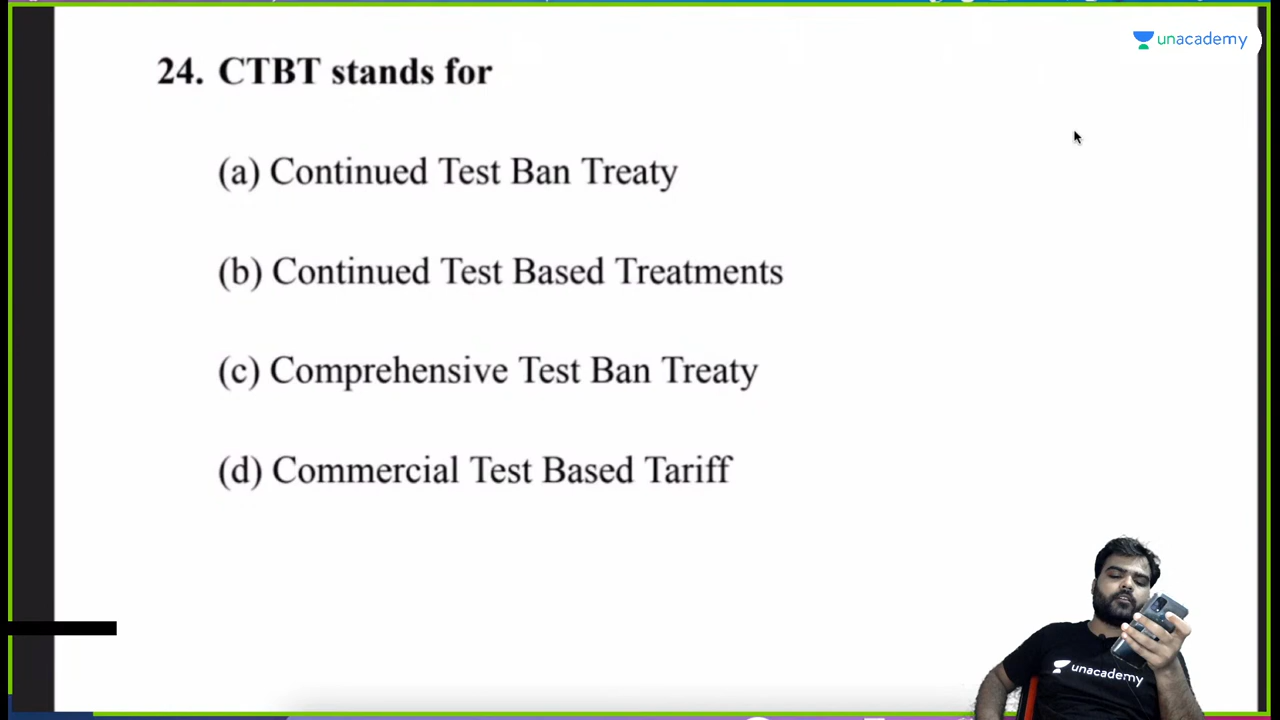 unacademy
24. CTBT stands for
(a) Continued Test Ban Treaty
(b) Continued Test Based Treatments
(c) Comprehensive Test Ban Treaty
(d) Commercial Test Based Tariff
unacademy